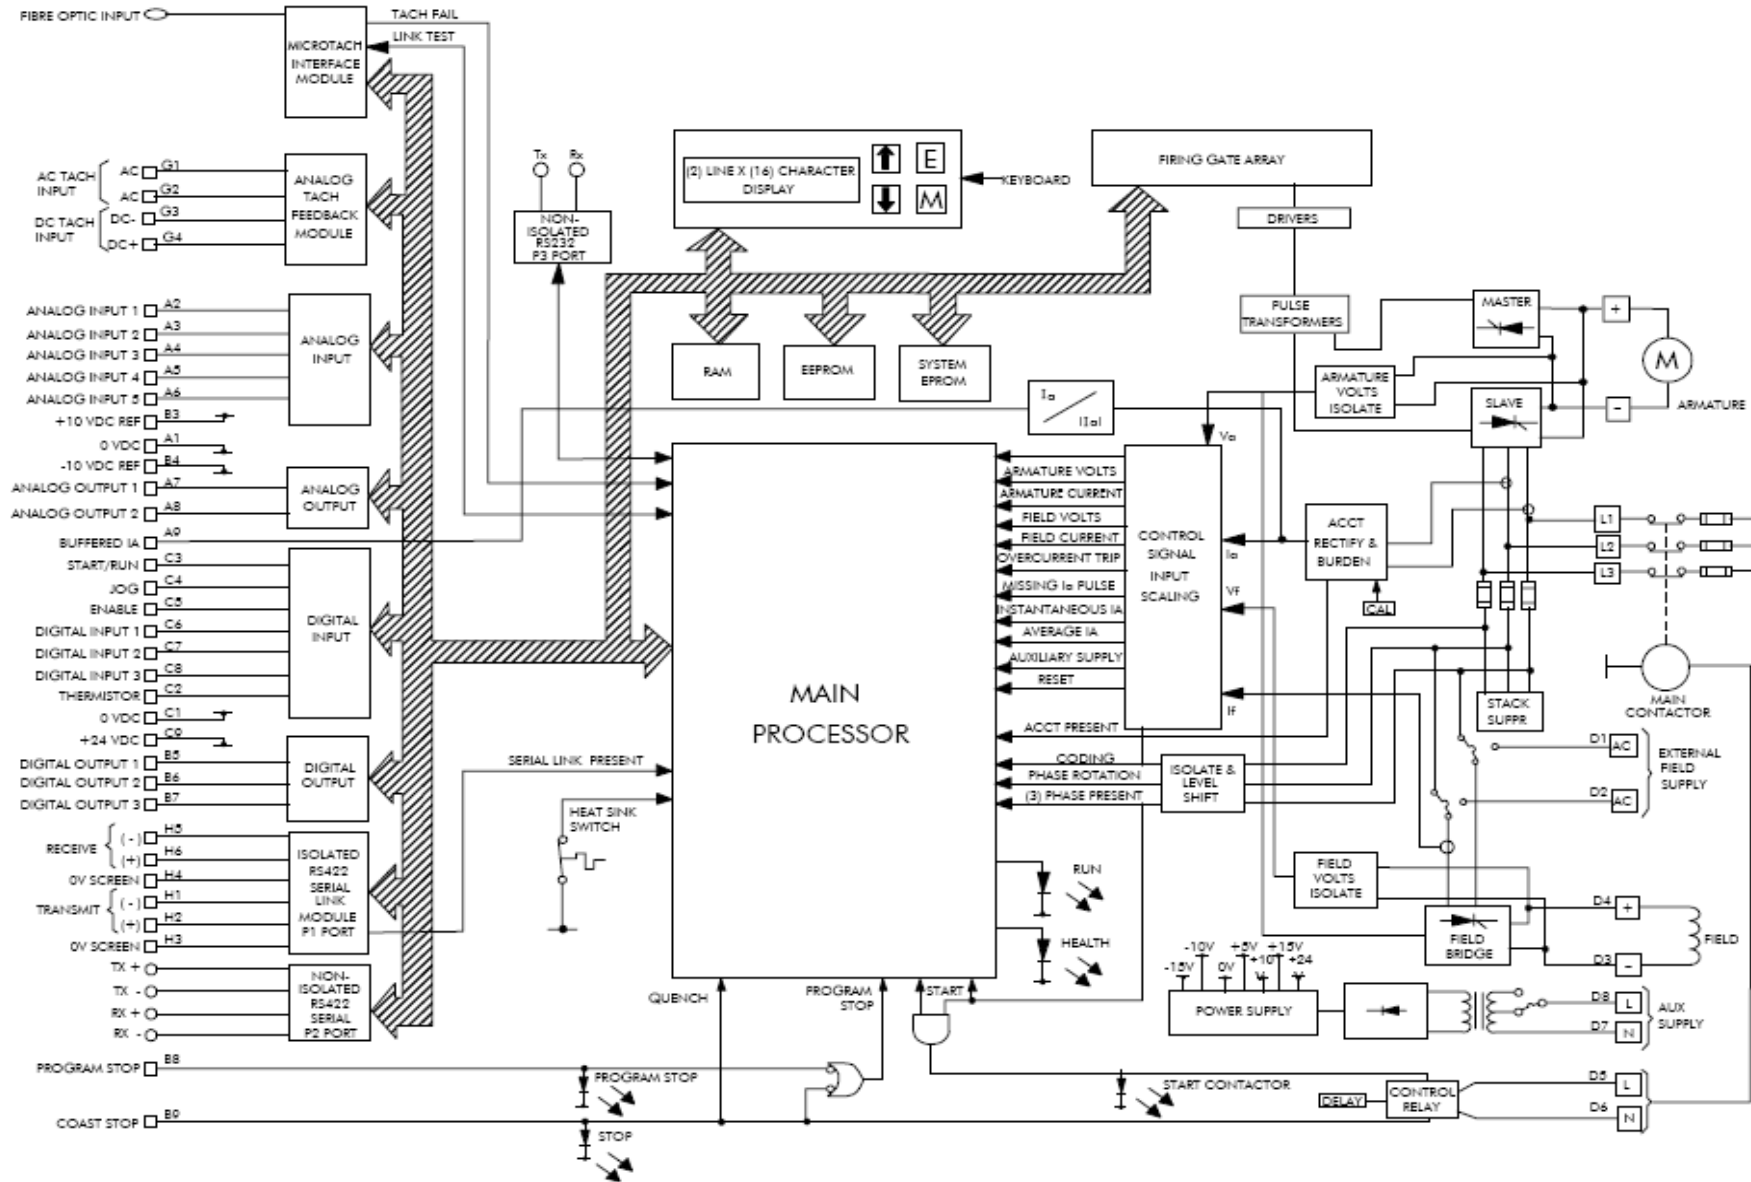 FIBRE OPTIC INPUT
MICROTACH
INTERFACE
MODULE
TACH FAIL
LINK TEST
AC TACH
INPUT
AC G1
AC G2
DC TACH
INPUT
DC- G3
DC+ G4
ANALOG
TACH
FEEDBACK
MODULE
ANALOG INPUT 1 A2
ANALOG INPUT 2 A3
ANALOG INPUT 3 A4
ANALOG INPUT 4 A5
ANALOG INPUT 5 A6
ANALOG
INPUT
+10 VDC REF B3
0 VDC A1
-10 VDC REF B4
ANALOG OUTPUT 1 A7
ANALOG OUTPUT 2 A8
ANALOG
OUTPUT
BUFFERED IA A9
START/RUN C3
JOG C4
ENABLE C5
DIGITAL INPUT 1 C6
DIGITAL INPUT 2 C7
DIGITAL INPUT 3 C8
THERMISTOR C2
DIGITAL
INPUT
0 VDC C1
+24 VDC C9
DIGITAL OUTPUT 1 B5
DIGITAL OUTPUT 2 B6
DIGITAL OUTPUT 3 B7
DIGITAL
OUTPUT
RECEIVE
(-) H5
(+) H6
0V SCREEN H4
TRANSMIT
(-) H1
(+) H2
0V SCREEN H3
ISOLATED
RS422
SERIAL
LINK
MODULE
P1 PORT
TX +
TX -
RX +
RX -
NON-
ISOLATED
RS422
SERIAL
P2 PORT
PROGRAM STOP B8
COAST STOP B9
Tx Rx
NON-
ISOLATED
RS232
P3 PORT
(2) LINE X (16) CHARACTER
DISPLAY
E
M
KEYBOARD
RAM
EEPROM
SYSTEM
EPROM
FIRING GATE ARRAY
DRIVERS
PULSE
TRANSFORMERS
MASTER
ARMATURE
VOLTS
ISOLATE
SLAVE
+
M
-
ARMATURE
Ia
|Ia|
MAIN
PROCESSOR
SERIAL LINK PRESENT
HEAT SINK
SWITCH
ARMATURE VOLTS
ARMATURE CURRENT
FIELD VOLTS
FIELD CURRENT
OVERCURRENT TRIP
MISSING Ia PULSE
INSTANTANEOUS IA
AVERAGE IA
AUXILIARY SUPPLY
RESET
ACCT PRESENT
CODING
PHASE ROTATION
(3) PHASE PRESENT
CONTROL
SIGNAL
INPUT
SCALING
Va
Ia
Vf
If
ACCT
RECTIFY &
BURDEN
CAL
L1
L2
L3
STACK
SUPPR
MAIN
CONTACTOR
ISOLATE &
LEVEL
SHIFT
D1 AC
D2 AC
EXTERNAL
FIELD
SUPPLY
FIELD
VOLTS
ISOLATE
FIELD
BRIDGE
D4 +
D3 -
FIELD
RUN
HEALTH
-15V
-10V
0V
+5V
+10V
+15V
+24V
POWER SUPPLY
D8 L
D7 N
AUX
SUPPLY
QUENCH
PROGRAM
STOP
START
PROGRAM STOP
STOP
START CONTACTOR
DELAY
CONTROL
RELAY
D5 L
D6 N